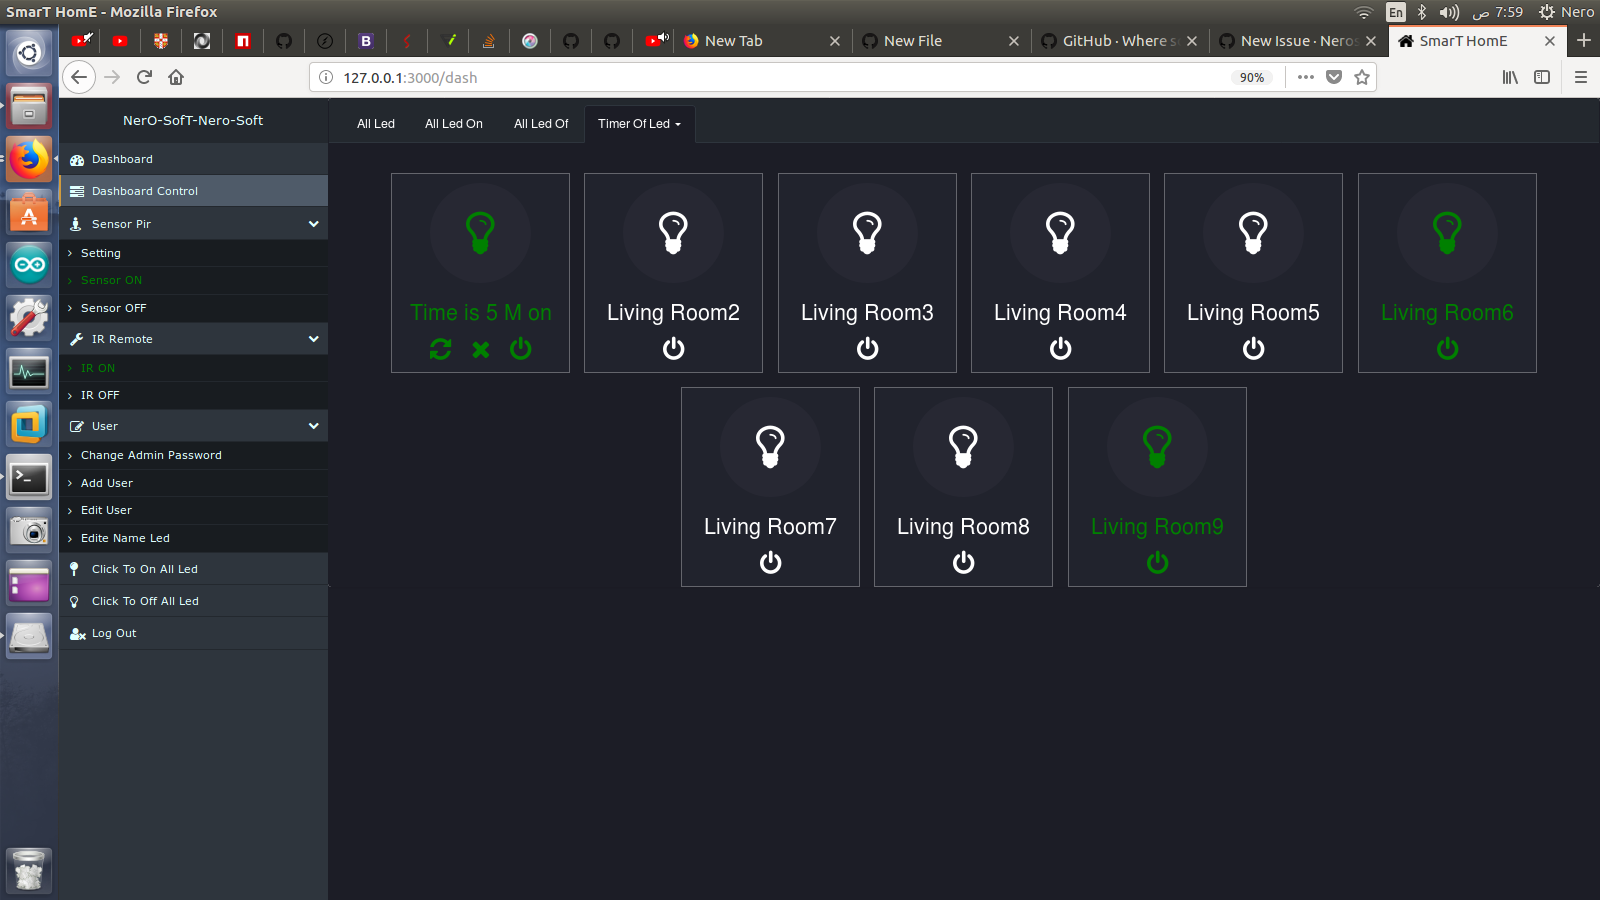 SmarT HomE - Mozilla Firefox
En
ص 7:59
Nero
New Tab
New File
GitHub · Where s
New Issue · Neros
SmarT HomE
127.0.0.1:3000/dash
90%
NerO-SofT-Nero-Soft
All Led
All Led On
All Led Of
Timer Of Led
Dashboard
Dashboard Control
Sensor Pir
Setting
Sensor ON
Sensor OFF
IR Remote
IR ON
IR OFF
User
Change Admin Password
Add User
Edit User
Edite Name Led
Click To On All Led
Click To Off All Led
Log Out
Time is 5 M on
Living Room2
Living Room3
Living Room4
Living Room5
Living Room6
Living Room7
Living Room8
Living Room9